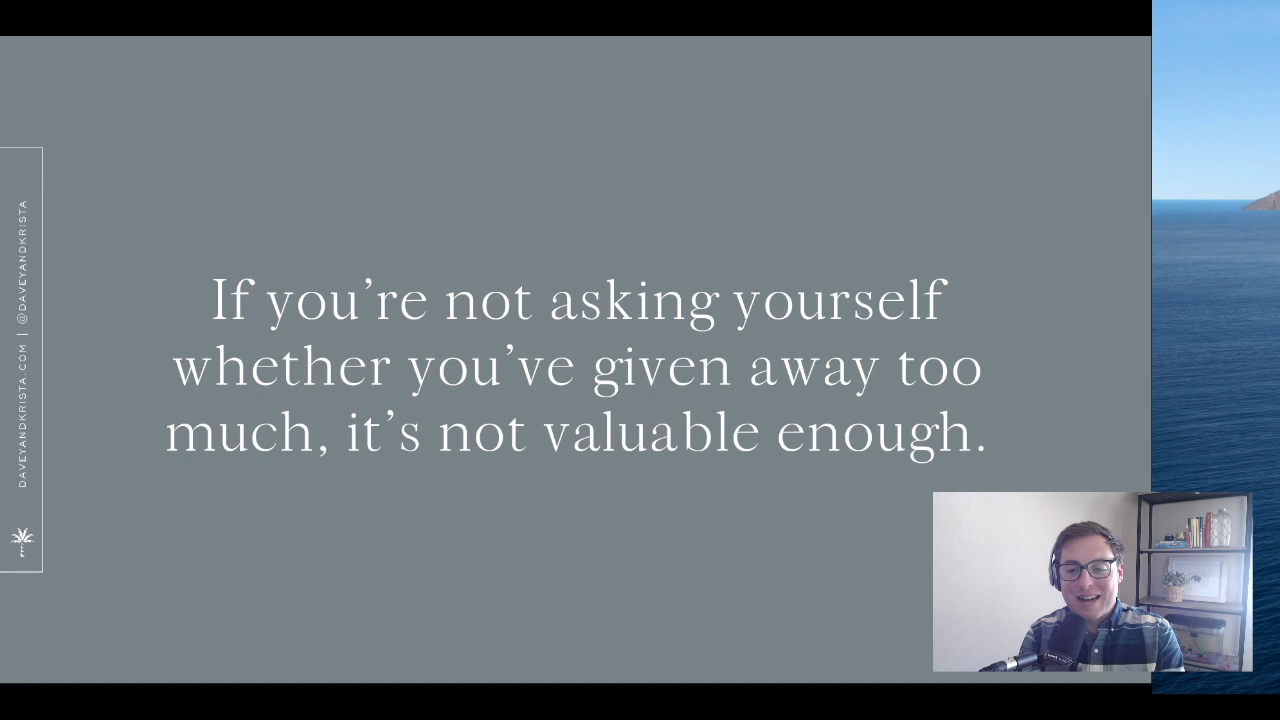 If you’re not asking yourself
whether you’ve given away too
much, it’s not valuable enough.
DAVEYANDKRISTA.COM | @DAVEYANDKRISTA